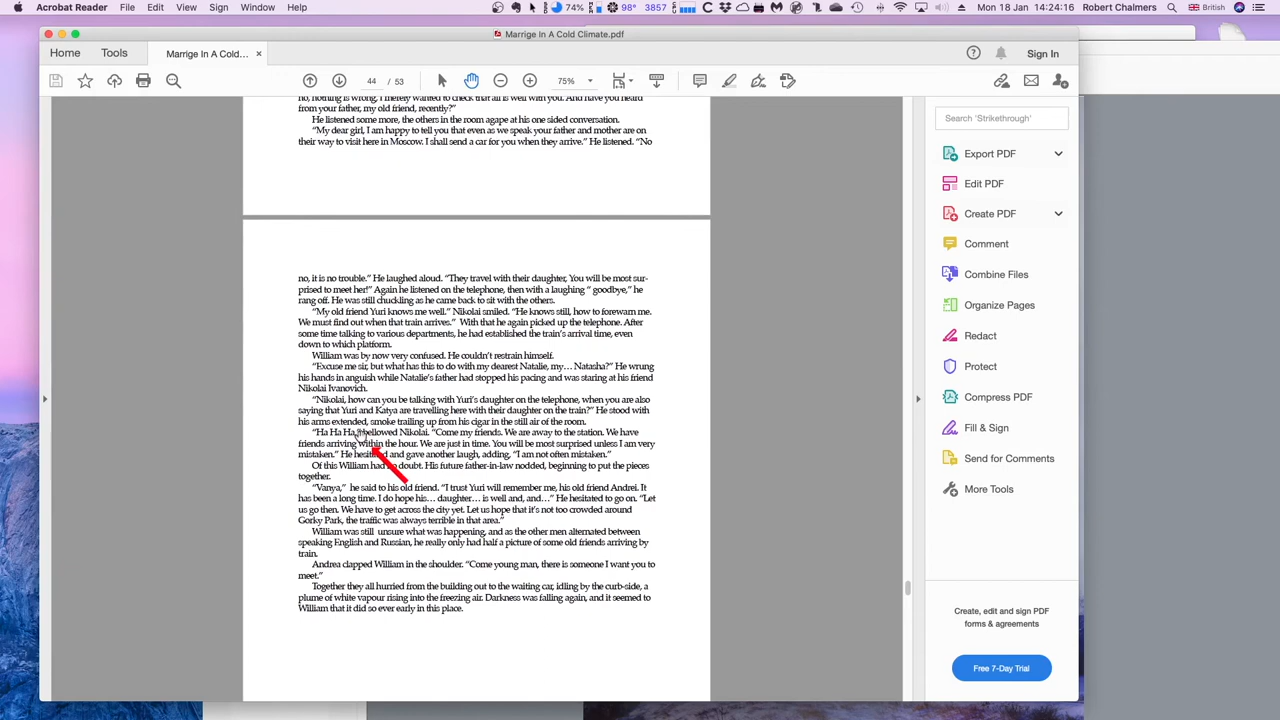 Acrobat Reader File Edit View Sign Window Help 74% 98° 3857 Mon 18 Jan 14:24:16 Robert Chalmers British
Marrige In A Cold Climate.pdf
Home Tools Marrige In A Cold... × Sign In
44 / 53 75%
no, nothing is wrong, I merely wanted to check that all is well with you. And have you heard
from your father, my old friend, recently?”
He listened some more, the others in the room agape at his one sided conversation.
“My dear girl, I am happy to tell you that even as we speak your father and mother are on
their way to visit here in Moscow. I shall send a car for you when they arrive.” He listened. “No
no, it is no trouble.” He laughed aloud. “They travel with their daughter, You will be most sur-
prised to meet her!” Again he listened on the telephone, then with a laughing “ goodbye,” he
rang off. He was still chuckling as he came back to sit with the others.
“My old friend Yuri knows me well.” Nikolai smiled. “He knows still, how to forewarn me.
We must find out when that train arrives.” With that he again picked up the telephone. After
some time talking to various departments, he had established the train’s arrival time, even
down to which platform.
William was by now very confused. He couldn’t restrain himself.
“Excuse me sir, but what has this to do with my dearest Natalie, my… Natasha?” He wrung
his hands in anguish while Natalie’s father had stopped his pacing and was staring at his friend
Nikolai Ivanovich.
“Nikolai, how can you be talking with Yuri’s daughter on the telephone, when you are also
saying that Yuri and Katya are travelling here with their daughter on the train?” He stood with
his arms extended, smoke trailing up from his cigar in the still air of the room.
“Ha Ha Ha,” bellowed Nikolai. “Come my friends. We are away to the station. We have
friends arriving within the hour. We are just in time. You will be most surprised unless I am very
mistaken.” He hesitated and gave another laugh, adding, “I am not often mistaken.”
Of this William had no doubt. His future father-in-law nodded, beginning to put the pieces
together.
“Vanya,” he said to his old friend. “I trust Yuri will remember me, his old friend Andrei. It
has been a long time. I do hope his… daughter… is well and, and…” He hesitated to go on. “Let
us go then. We have to get across the city yet. Let us hope that it’s not too crowded around
Gorky Park, the traffic was always terrible in that area.”
William was still unsure what was happening, and as the other men alternated between
speaking English and Russian, he really only had half a picture of some old friends arriving by
train.
Andrea clapped William in the shoulder. “Come young man, there is someone I want you to
meet.”
Together they all hurried from the building out to the waiting car, idling by the curb-side, a
plume of white vapour rising into the freezing air. Darkness was falling again, and it seemed to
William that it did so ever early in this place.
Search 'Strikethrough'
Export PDF
Edit PDF
Create PDF
Comment
Combine Files
Organize Pages
Redact
Protect
Compress PDF
Fill & Sign
Send for Comments
More Tools
Create, edit and sign PDF
forms & agreements
Free 7-Day Trial